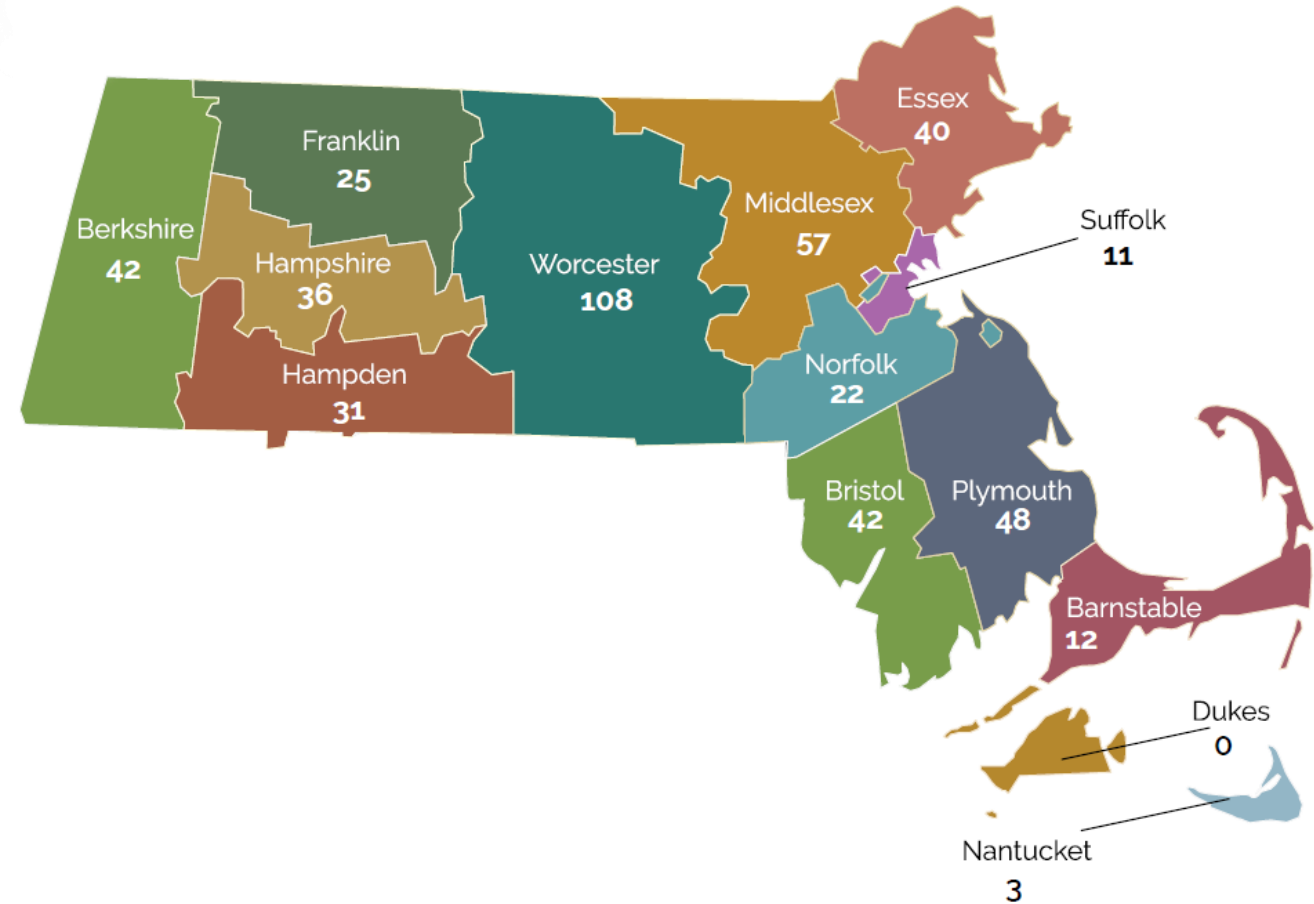 Essex
40
Franklin
25
Middlesex
57
Suffolk
11
Berkshire
42
Hampshire
36
Worcester
108
Norfolk
22
Hampden
31
Bristol
42
Plymouth
48
Barnstable
12
Dukes
0
Nantucket
3